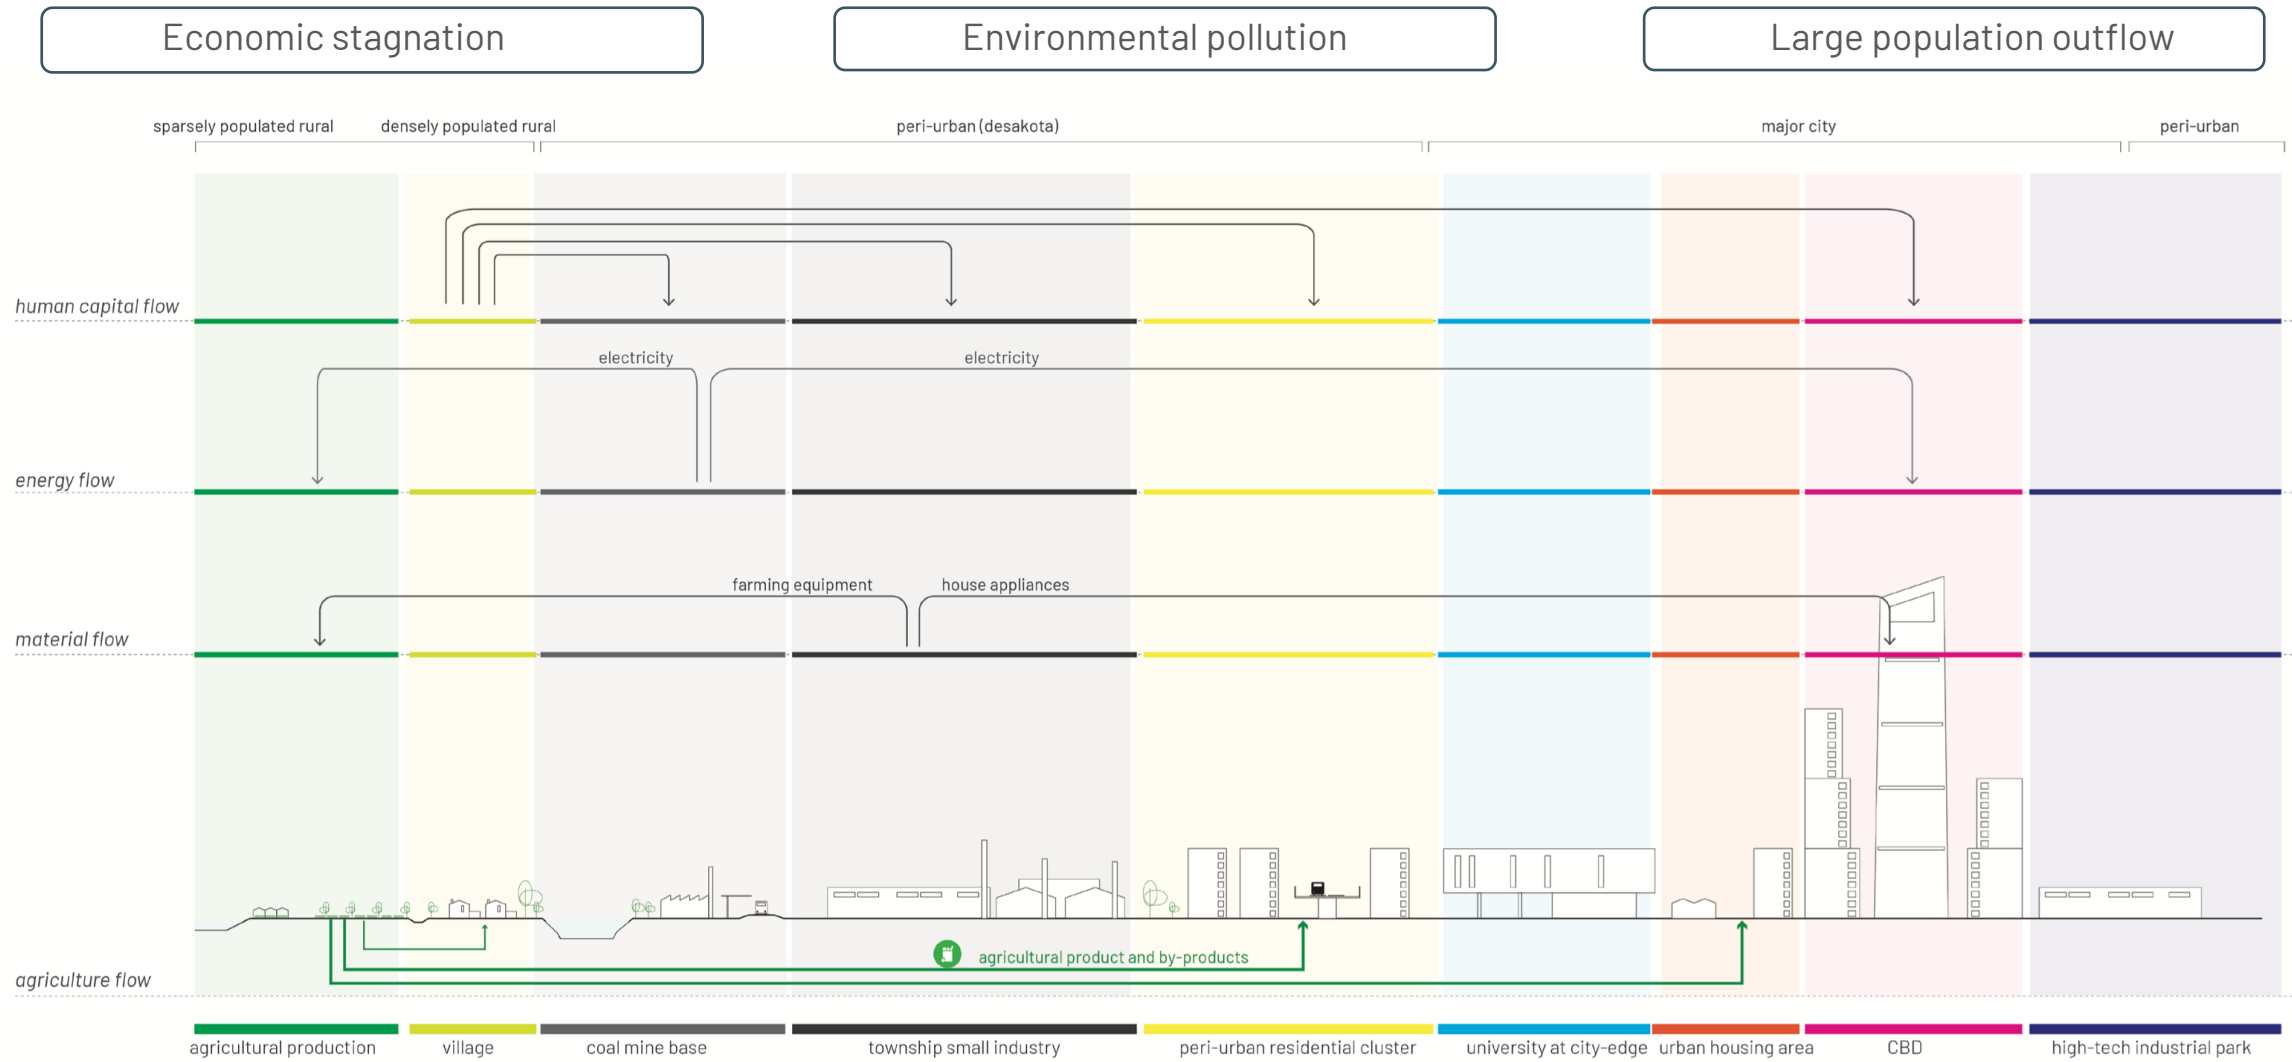 Economic stagnation
Environmental pollution
Large population outflow
sparsely populated rural
densely populated rural
peri-urban (desakota)
major city
peri-urban
human capital flow
electricity
electricity
energy flow
farming equipment
house appliances
material flow
agricultural product and by-products
agriculture flow
agricultural production
village
coal mine base
township small industry
peri-urban residential cluster
university at city-edge
urban housing area
CBD
high-tech industrial park